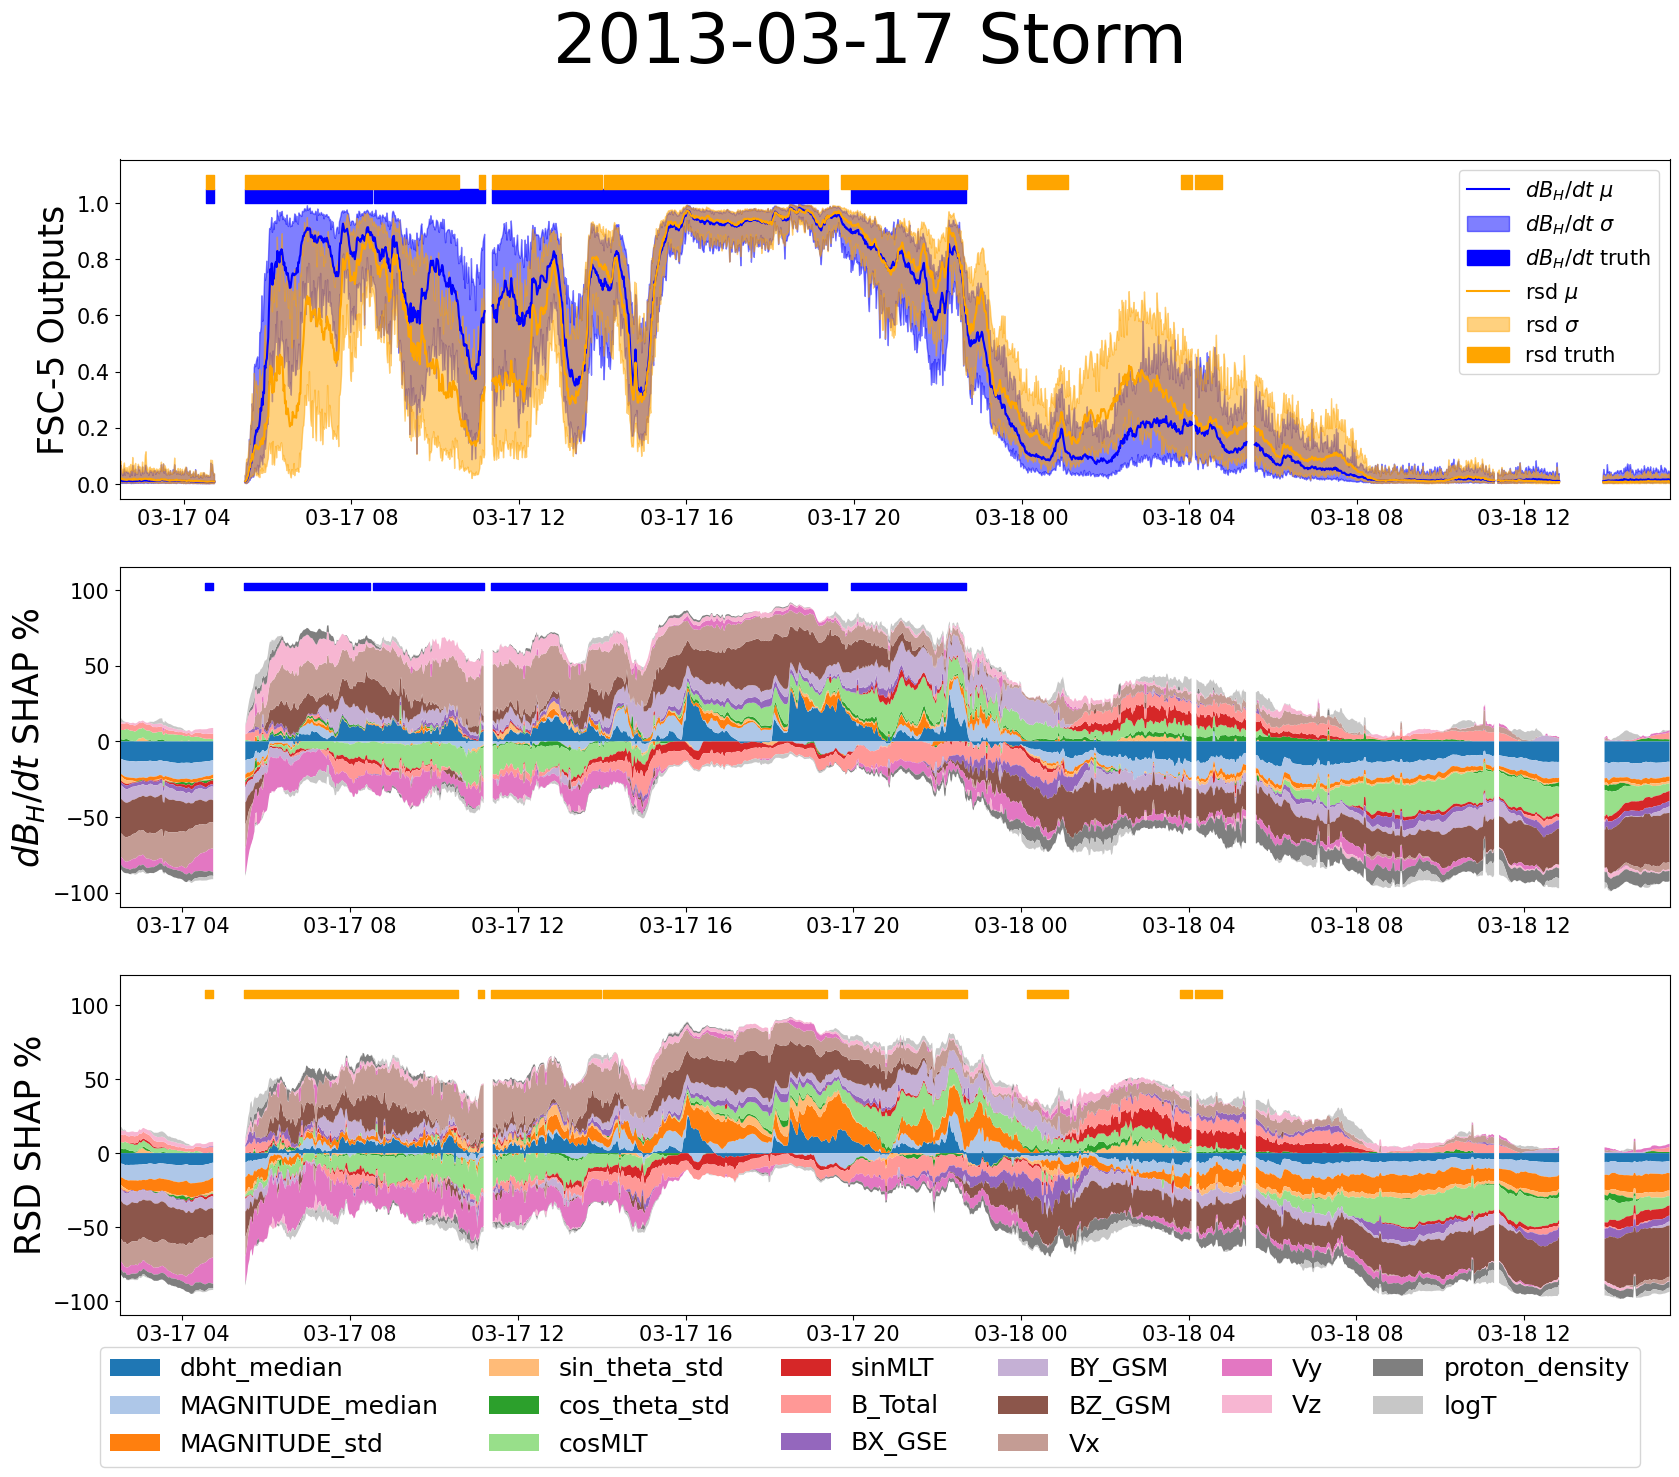 2013-03-17 Storm
FSC-5 Outputs
1.0
0.8
0.6
0.4
0.2
0.0
dB_H/dt μ
dB_H/dt σ
dB_H/dt truth
rsd μ
rsd σ
rsd truth
03-17 04 03-17 08 03-17 12 03-17 16 03-17 20 03-18 00 03-18 04 03-18 08 03-18 12
dB_H/dt SHAP %
100
50
0
−50
−100
03-17 04 03-17 08 03-17 12 03-17 16 03-17 20 03-18 00 03-18 04 03-18 08 03-18 12
RSD SHAP %
100
50
0
−50
−100
03-17 04 03-17 08 03-17 12 03-17 16 03-17 20 03-18 00 03-18 04 03-18 08 03-18 12
dbht_median sin_theta_std sinMLT BY_GSM Vy proton_density
MAGNITUDE_median cos_theta_std B_Total BZ_GSM Vz logT
MAGNITUDE_std cosMLT BX_GSE Vx